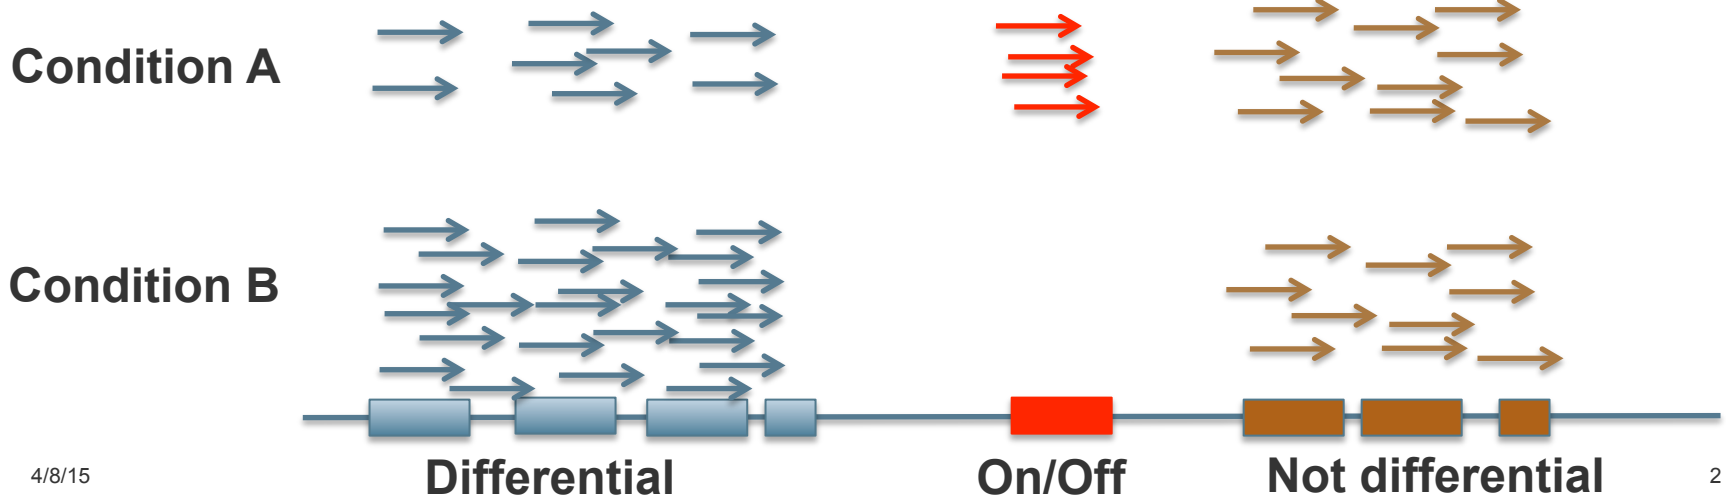 Condition A
Condition B
Differential
On/Off
Not differential
4/8/15
2